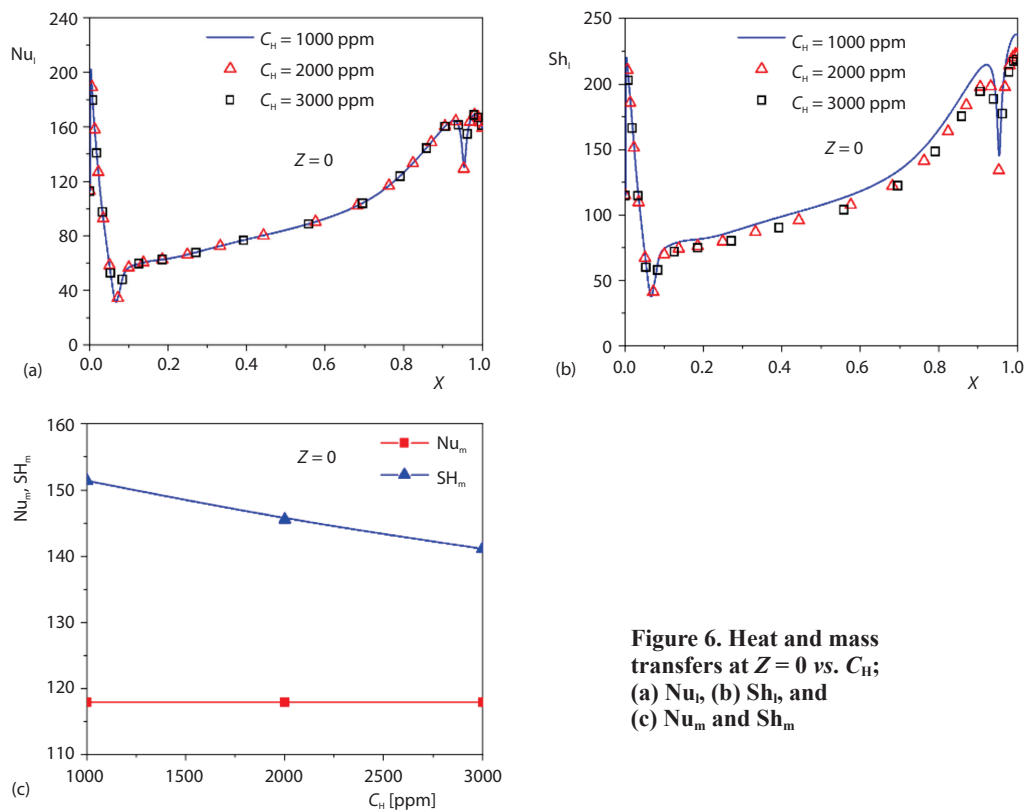 240
Nu_l
200
160
120
80
40
0
C_H = 1000 ppm
C_H = 2000 ppm
C_H = 3000 ppm
Z = 0
0.0 0.2 0.4 0.6 0.8 1.0
X
(a)
250
Sh_l
200
150
100
50
0
C_H = 1000 ppm
C_H = 2000 ppm
C_H = 3000 ppm
Z = 0
0.0 0.2 0.4 0.6 0.8 1.0
X
(b)
160
150
140
130
120
110
Nu_m, SH_m
Z = 0
Nu_m
SH_m
1000 1500 2000 2500 3000
C_H [ppm]
(c)
Figure 6. Heat and mass
transfers at Z = 0 vs. C_H;
(a) Nu_l, (b) Sh_l, and
(c) Nu_m and Sh_m